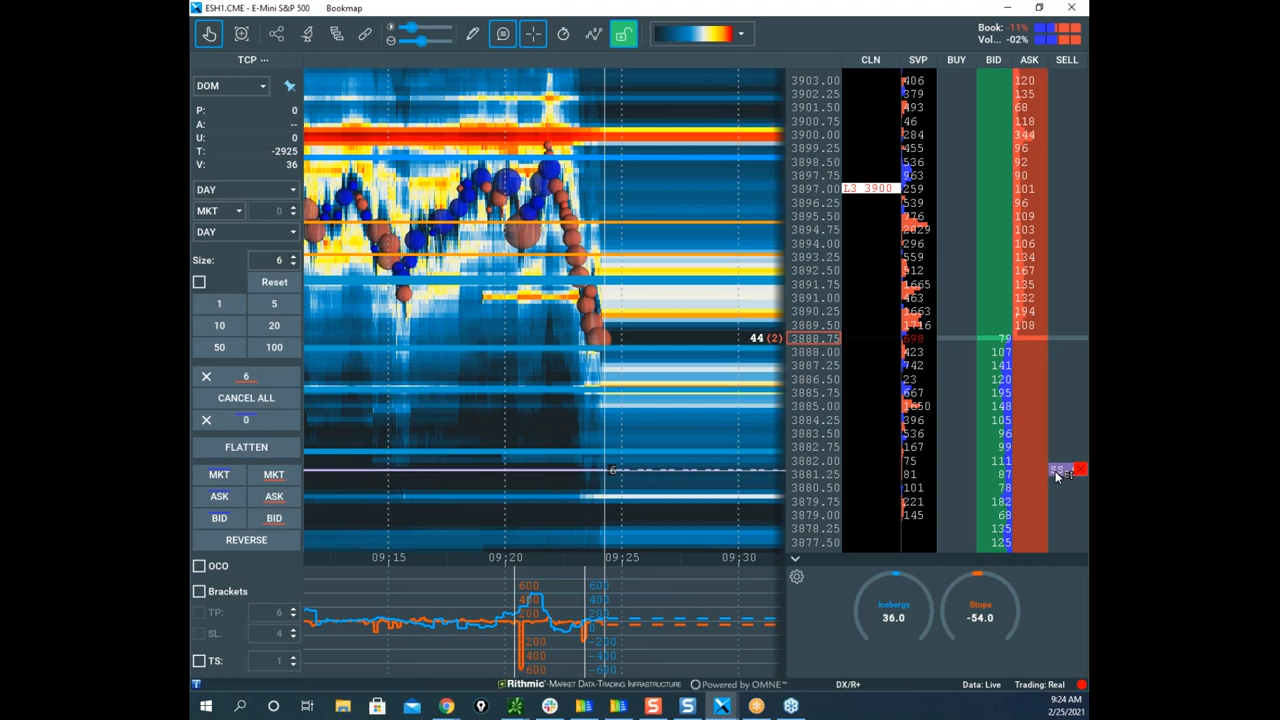 ESH1.CME - E-Mini S&P 500 Bookmap
Book: -11%
Vol... -02%
TCP ...
CLN SVP BUY BID ASK SELL
DOM
P: 0
A: --
U: 0
T: -2925
V: 36
DAY
MKT 0
DAY
Size: 6
Reset
1 5
10 20
50 100
6
CANCEL ALL
0
FLATTEN
MKT MKT
ASK ASK
BID BID
REVERSE
OCO
Brackets
TP: 6
SL: 4
TS: 1
3903.00 406 120
3902.25 379 135
3901.50 493 68
3900.75 46 118
3900.00 284 344
3899.25 455 96
3898.50 536 92
3897.75 963 90
3897.00 L3 3900 259 101
3896.25 539 96
3895.50 776 109
3894.75 2029 103
3894.00 296 106
3893.25 559 134
3892.50 512 167
3891.75 1665 135
3891.00 463 132
3890.25 1663 194
3889.50 1716 108
44 (2) 3888.75 698 79
3888.00 423 107
3887.25 742 141
3886.50 23 120
3885.75 667 195
3885.00 1650 148
3884.25 396 105
3883.50 536 96
3882.75 167 99
3882.00 75 111
6 3881.25 81 87
3880.50 101 78
3879.75 221 182
3879.00 145 68
3878.25 135
3877.50 125
09:15 09:20 09:25 09:30
600 600
400 400
200 200
0
-200 -200
-400 -400
-600 -600
Icebergs
36.0
Stops
-54.0
Rithmic - MARKET DATA-TRADING INFRASTRUCTURE Powered by OMNE™ DX/R+ Data: Live Trading: Real
9:24 AM
2/25/2021